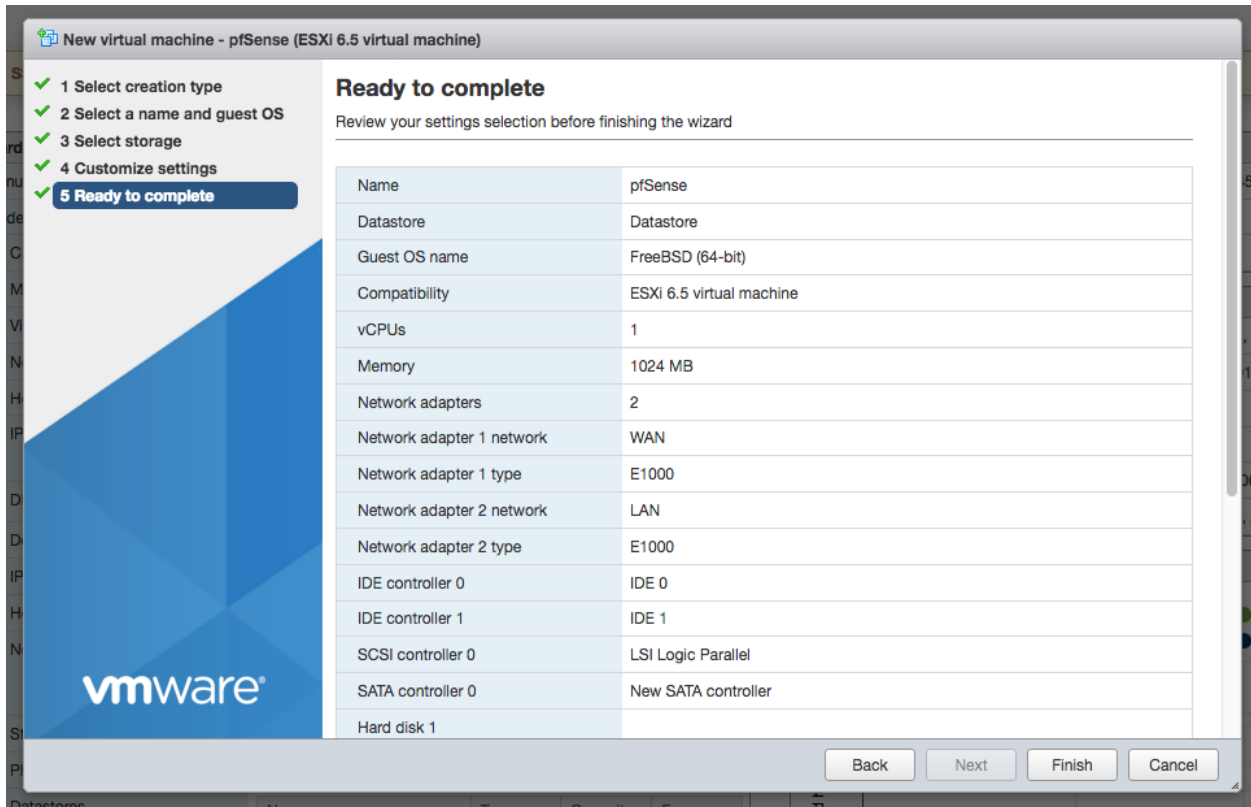 New virtual machine - pfSense (ESXi 6.5 virtual machine)
1 Select creation type
2 Select a name and guest OS
3 Select storage
4 Customize settings
5 Ready to complete
vmware®
Ready to complete
Review your settings selection before finishing the wizard
Name pfSense
Datastore Datastore
Guest OS name FreeBSD (64-bit)
Compatibility ESXi 6.5 virtual machine
vCPUs 1
Memory 1024 MB
Network adapters 2
Network adapter 1 network WAN
Network adapter 1 type E1000
Network adapter 2 network LAN
Network adapter 2 type E1000
IDE controller 0 IDE 0
IDE controller 1 IDE 1
SCSI controller 0 LSI Logic Parallel
SATA controller 0 New SATA controller
Hard disk 1
Back Next Finish Cancel